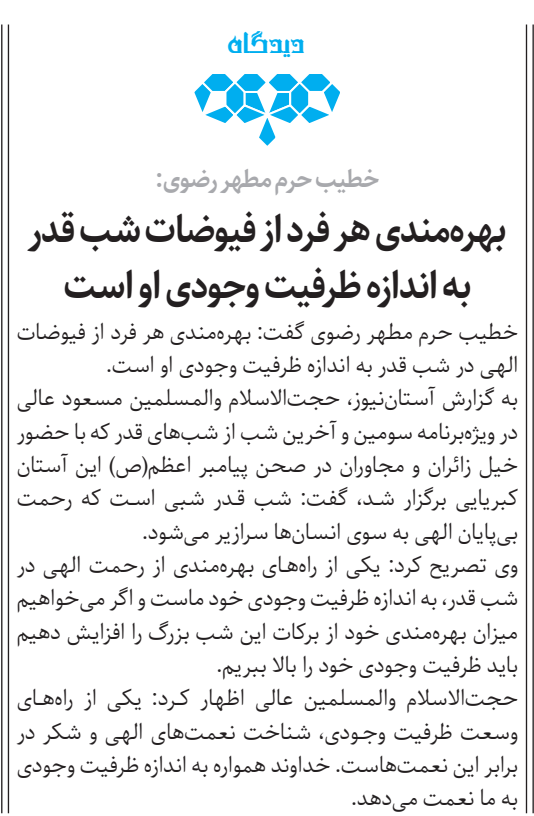 دیدگاه
خطیب حرم مطهر رضوی:
بهره‌مندی هر فرد از فیوضات شب قدر
به اندازه ظرفیت وجودی او است
خطیب حرم مطهر رضوی گفت: بهره‌مندی هر فرد از فیوضات
الهی در شب قدر به اندازه ظرفیت وجودی او است.
به گزارش آستان‌نیوز، حجت‌الاسلام والمسلمین مسعود عالی
در ویژه‌برنامه سومین و آخرین شب از شب‌های قدر که با حضور
خیل زائران و مجاوران در صحن پیامبر اعظم(ص) این آستان
کبریایی برگزار شد، گفت: شب قدر شبی است که رحمت
بی‌پایان الهی به سوی انسان‌ها سرازیر می‌شود.
وی تصریح کرد: یکی از راه‌های بهره‌مندی از رحمت الهی در
شب قدر، به اندازه ظرفیت وجودی خود ماست و اگر می‌خواهیم
میزان بهره‌مندی خود از برکات این شب بزرگ را افزایش دهیم
باید ظرفیت وجودی خود را بالا ببریم.
حجت‌الاسلام والمسلمین عالی اظهار کرد: یکی از راه‌های
وسعت ظرفیت وجودی، شناخت نعمت‌های الهی و شکر در
برابر این نعمت‌هاست. خداوند همواره به اندازه ظرفیت وجودی
به ما نعمت می‌دهد.